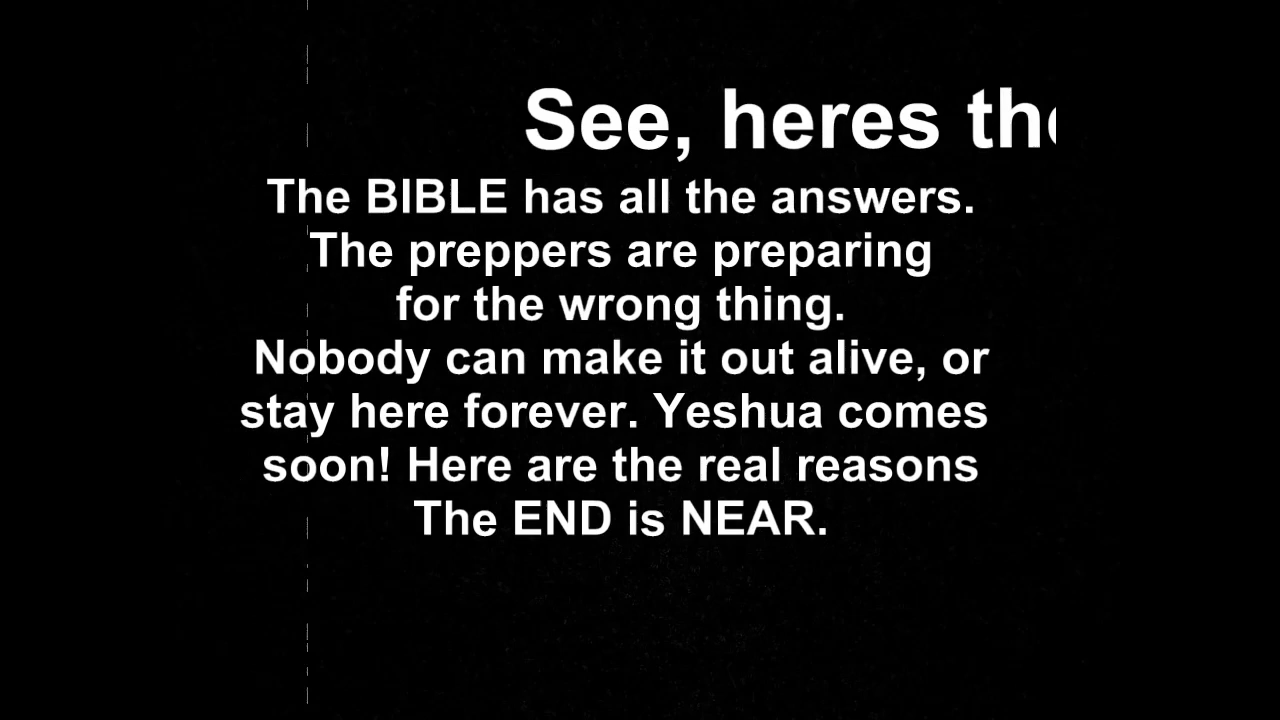 See, heres
The BIBLE has all the answers.
The preppers are preparing
for the wrong thing.
Nobody can make it out alive, or
stay here forever. Yeshua comes
soon! Here are the real reasons
The END is NEAR.